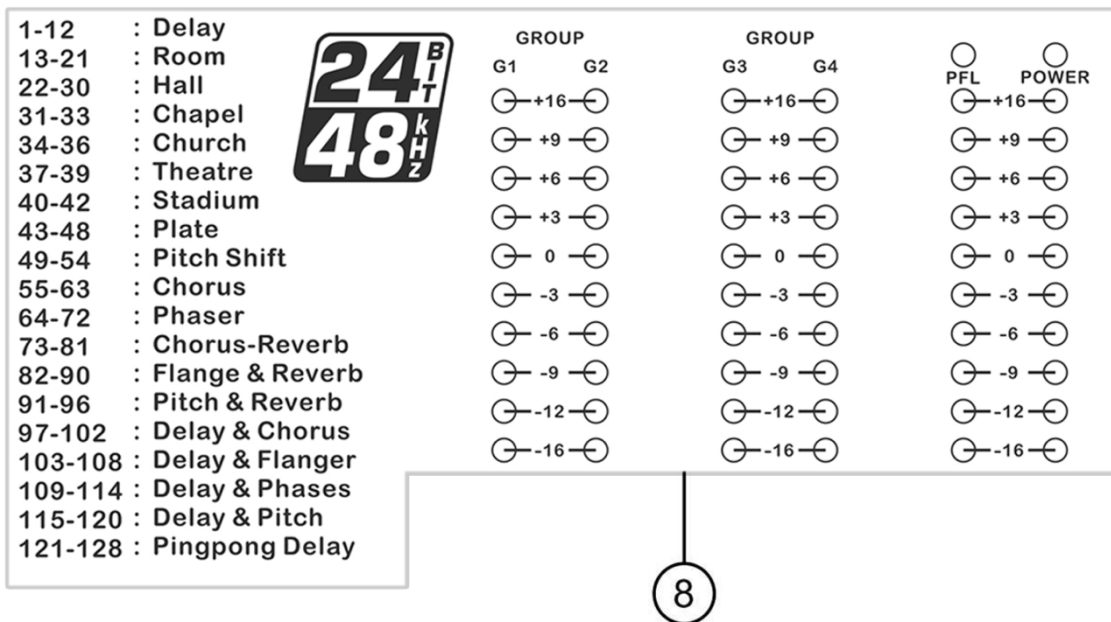 1-12 : Delay
13-21 : Room
22-30 : Hall
31-33 : Chapel
34-36 : Church
37-39 : Theatre
40-42 : Stadium
43-48 : Plate
49-54 : Pitch Shift
55-63 : Chorus
64-72 : Phaser
73-81 : Chorus-Reverb
82-90 : Flange & Reverb
91-96 : Pitch & Reverb
97-102 : Delay & Chorus
103-108 : Delay & Flanger
109-114 : Delay & Phases
115-120 : Delay & Pitch
121-128 : Pingpong Delay
24 BIT
48 kHz
GROUP
G1 G2
+16
+9
+6
+3
0
-3
-6
-9
-12
-16
GROUP
G3 G4
+16
+9
+6
+3
0
-3
-6
-9
-12
-16
PFL POWER
+16
+9
+6
+3
0
-3
-6
-9
-12
-16
8